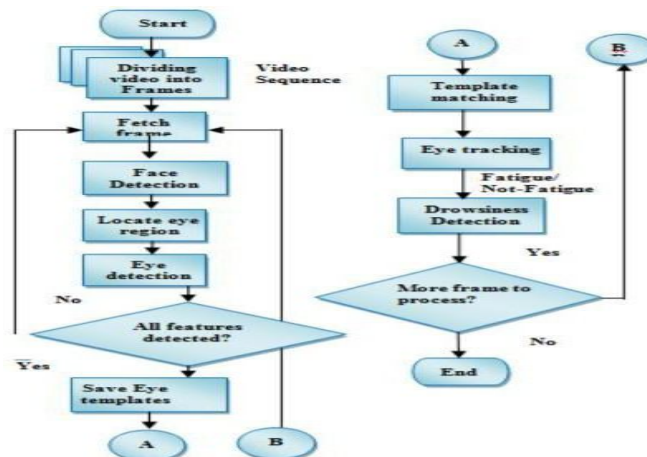 Start
Dividing
video into
Frames
Video
Sequence
Fetch
frame
Face
Detection
Locate eye
region
Eye
detection
No
All features
detected?
Yes
Save Eye
templates
A
B
A
B
Template
matching
Eye tracking
Fatigue/
Not-Fatigue
Drowsiness
Detection
Yes
More frame to
process?
No
End